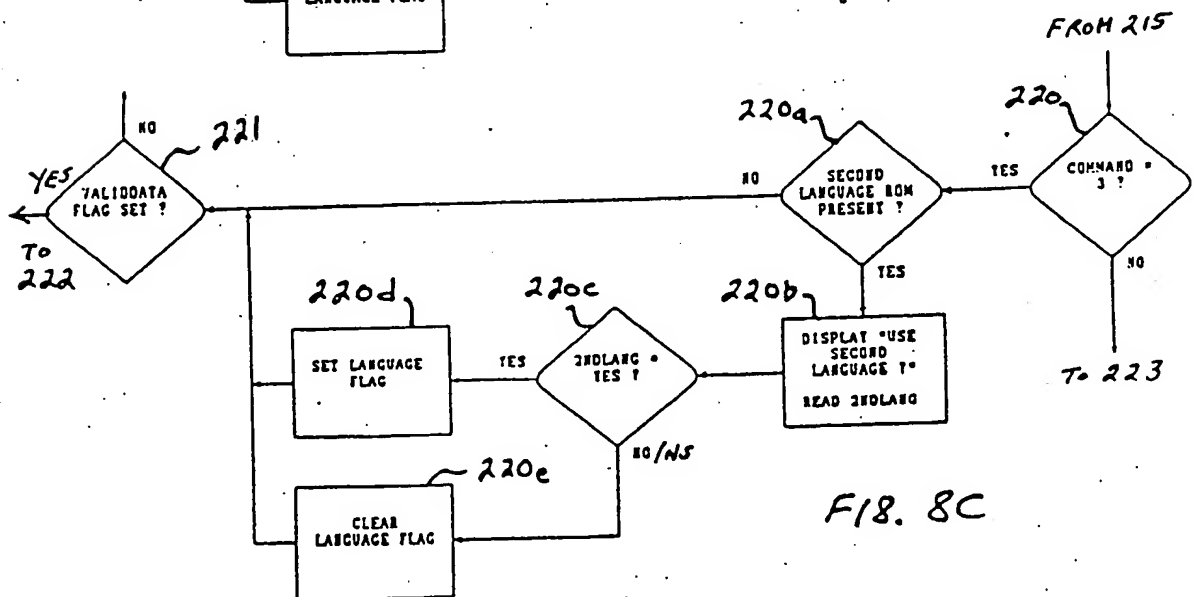 LANGUAGE FLAG
FROM 215
220
COMMAND =
3 ?
YES
NO
To 223
220a
SECOND
LANGUAGE ROM
PRESENT ?
NO
YES
220b
DISPLAY "USE
SECOND
LANGUAGE ?"
READ 2NDLANG
220c
2NDLANG =
YES ?
YES
NO/NS
220d
SET LANGUAGE
FLAG
220e
CLEAR
LANGUAGE FLAG
221
VALIDDATA
FLAG SET ?
NO
YES
To
222
FIG. 8C